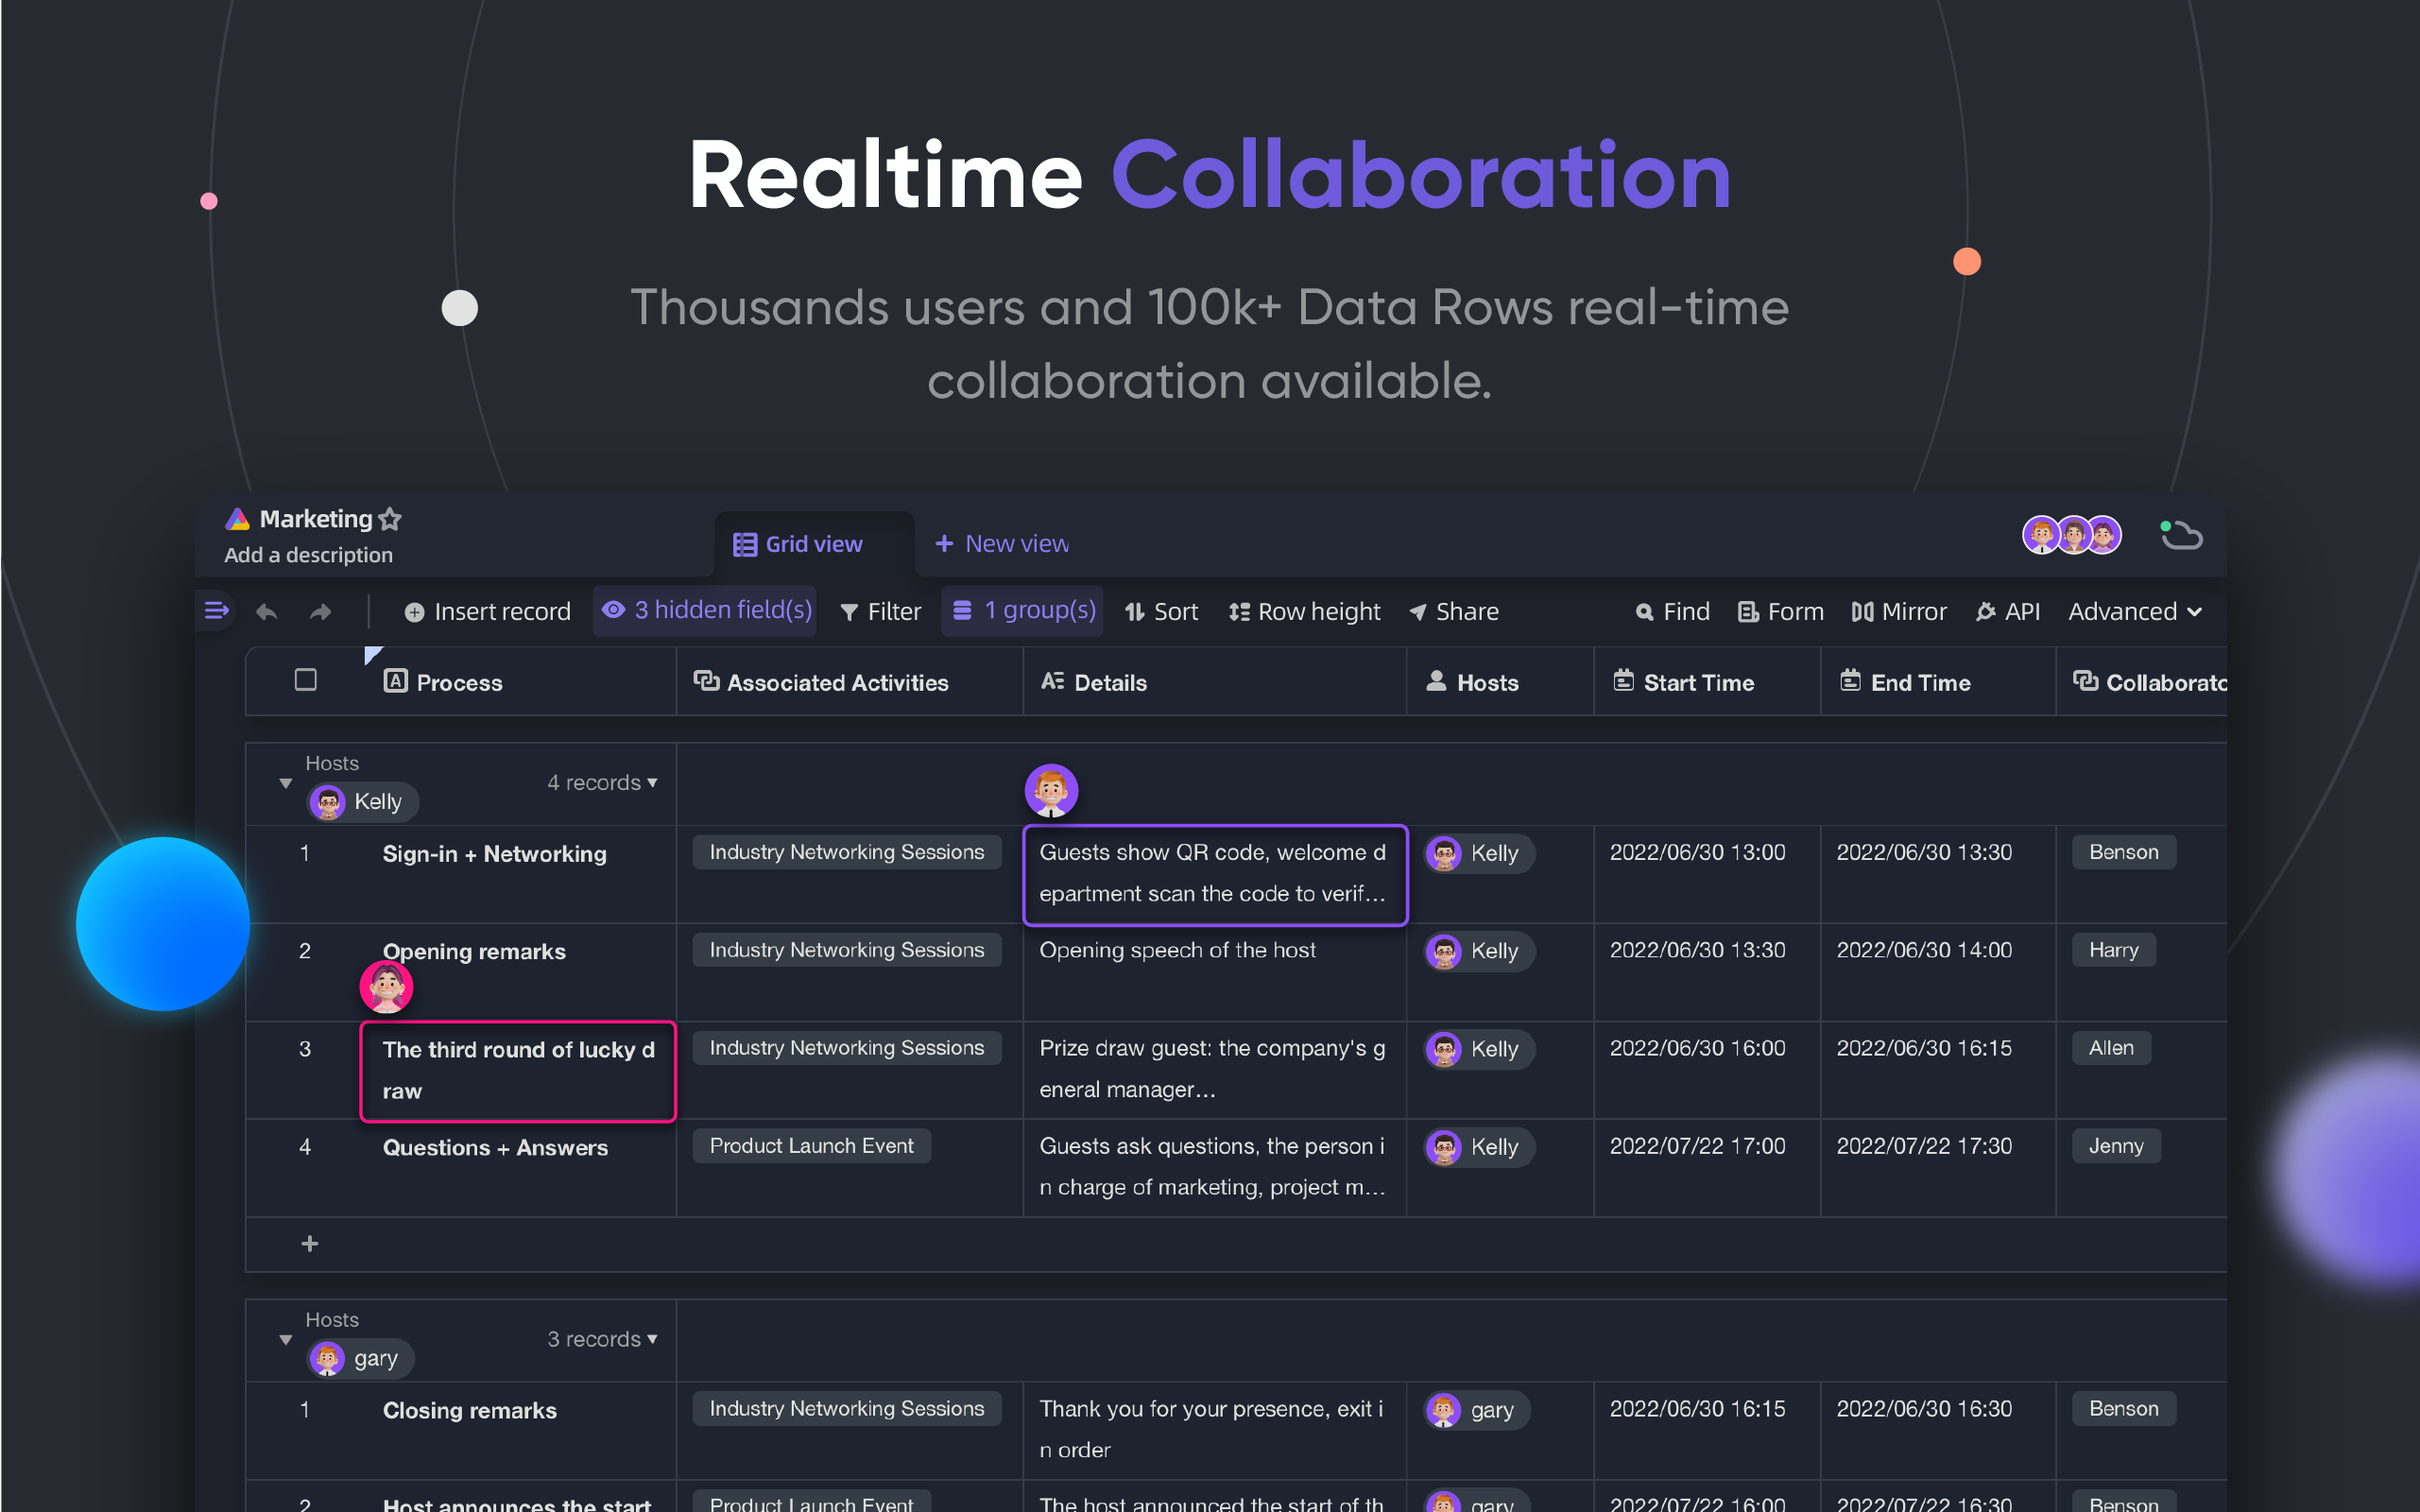 Realtime Collaboration
Thousands users and 100k+ Data Rows real-time
collaboration available.
Marketing
Add a description
Grid view
+ New view
Insert record
3 hidden field(s)
Filter
1 group(s)
Sort
Row height
Share
Find
Form
Mirror
API
Advanced
Process
Associated Activities
Details
Hosts
Start Time
End Time
Collaborato
Hosts
Kelly
4 records
1
Sign-in + Networking
Industry Networking Sessions
Guests show QR code, welcome d
epartment scan the code to verif...
Kelly
2022/06/30 13:00
2022/06/30 13:30
Benson
2
Opening remarks
Industry Networking Sessions
Opening speech of the host
Kelly
2022/06/30 13:30
2022/06/30 14:00
Harry
3
The third round of lucky d
raw
Industry Networking Sessions
Prize draw guest: the company's g
eneral manager...
Kelly
2022/06/30 16:00
2022/06/30 16:15
Allen
4
Questions + Answers
Product Launch Event
Guests ask questions, the person i
n charge of marketing, project m...
Kelly
2022/07/22 17:00
2022/07/22 17:30
Jenny
+
Hosts
gary
3 records
1
Closing remarks
Industry Networking Sessions
Thank you for your presence, exit i
n order
gary
2022/06/30 16:15
2022/06/30 16:30
Benson
2
Host announces the start
Product Launch Event
The host announced the start of th
gary
2022/07/22 16:00
2022/07/22 16:30
Benson